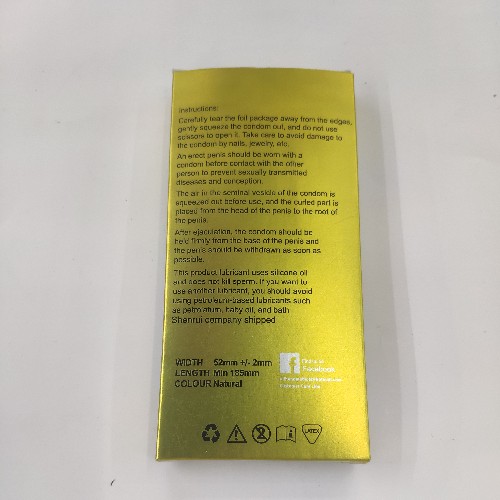 Instructions:
Carefully tear the foil package away from the edges,
gently squeeze the condom out, and do not use
scissors to open it. Take care to avoid damage to
the condom by nails, jewelry, etc.
An erect penis should be worn with a
condom before contact with the other
person to prevent sexually transmitted
diseases and conception.
The air in the seminal vesicle of the condom is
squeezed out before use, and the curled part is
placed from the head of the penis to the root of
the penis.
After ejaculation, the condom should be
held firmly from the base of the penis and
the penis should be withdrawn as soon as
possible.
This product lubricant uses silicone oil
and does not kill sperm. If you want to
use another lubricant, you should avoid
using petroleum-based lubricants such
as petrolatum, baby oil, and bath
Shenrui company shipped
WIDTH 52mm +/- 2mm
LENGTH Min 185mm
COLOUR Natural
Facebook
LATEX